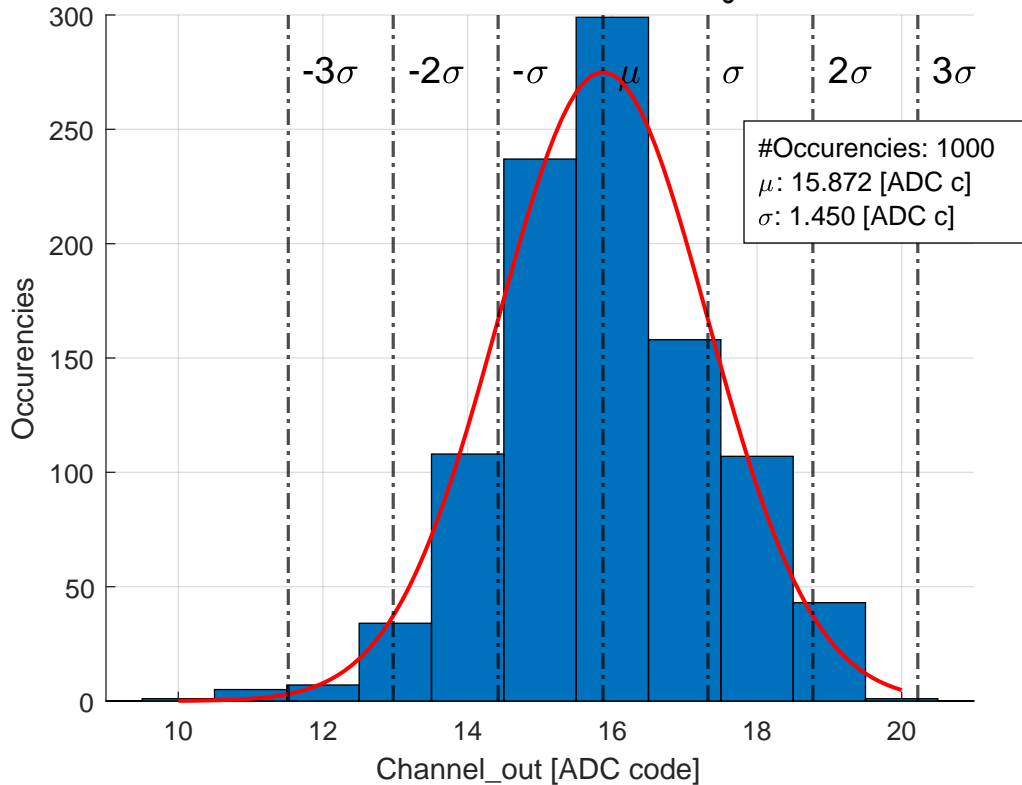 300
250
200
150
100
50
0
-3σ -2σ -σ μ σ 2σ 3σ
#Occurencies: 1000
μ: 15.872 [ADC c]
σ: 1.450 [ADC c]
Occurencies
10 12 14 16 18 20
Channel_out [ADC code]